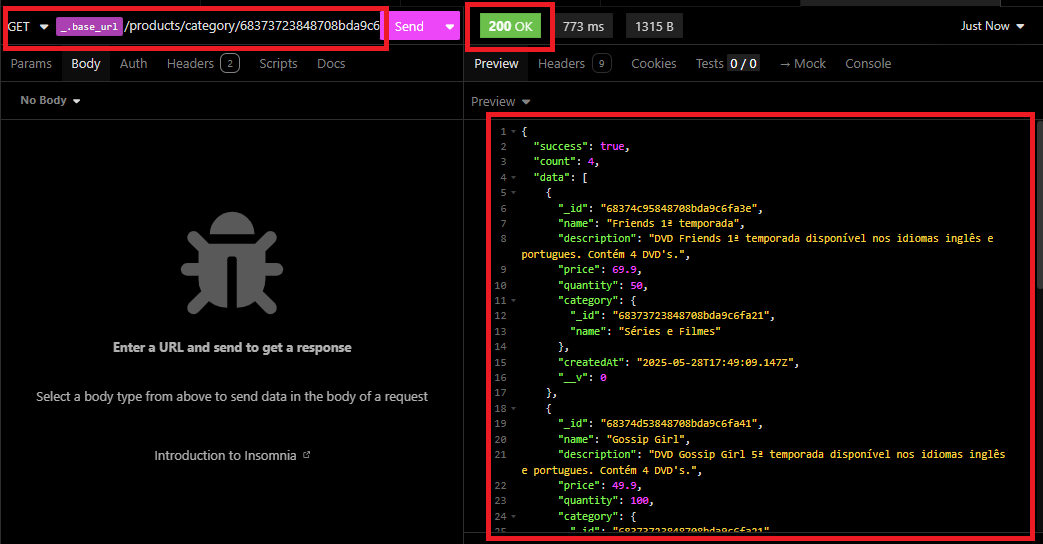 GET _.base_url /products/category/68373723848708bda9c6 Send 200 OK 773 ms 1315 B Just Now
Params Body Auth Headers 2 Scripts Docs
Preview Headers 9 Cookies Tests 0 / 0 → Mock Console
No Body
Preview
Enter a URL and send to get a response
Select a body type from above to send data in the body of a request
Introduction to Insomnia
1 {
2 "success": true,
3 "count": 4,
4 "data": [
5 {
6 "_id": "68374c95848708bda9c6fa3e",
7 "name": "Friends 1ª temporada",
8 "description": "DVD Friends 1ª temporada disponível nos idiomas inglês e
portugues. Contém 4 DVD's.",
9 "price": 69.9,
10 "quantity": 50,
11 "category": {
12 "_id": "68373723848708bda9c6fa21",
13 "name": "Séries e Filmes"
14 },
15 "createdAt": "2025-05-28T17:49:09.147Z",
16 "__v": 0
17 },
18 {
19 "_id": "68374d53848708bda9c6fa41",
20 "name": "Gossip Girl",
21 "description": "DVD Gossip Girl 5ª temporada disponível nos idiomas inglês
e portugues. Contém 4 DVD's.",
22 "price": 49.9,
23 "quantity": 100,
24 "category": {
25 "_id": "68373723848708bda9c6fa21"